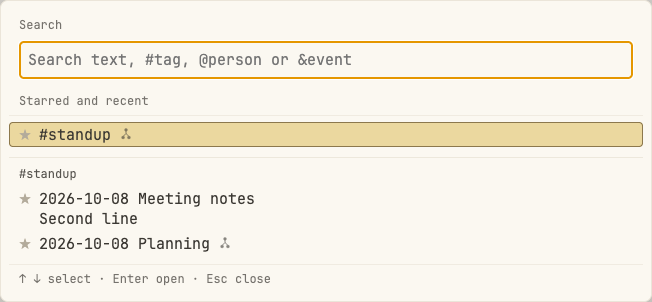 Search
Search text, #tag, @person or &event
Starred and recent
★ #standup
#standup
★ 2026-10-08 Meeting notes
Second line
★ 2026-10-08 Planning
↑ ↓ select · Enter open · Esc close